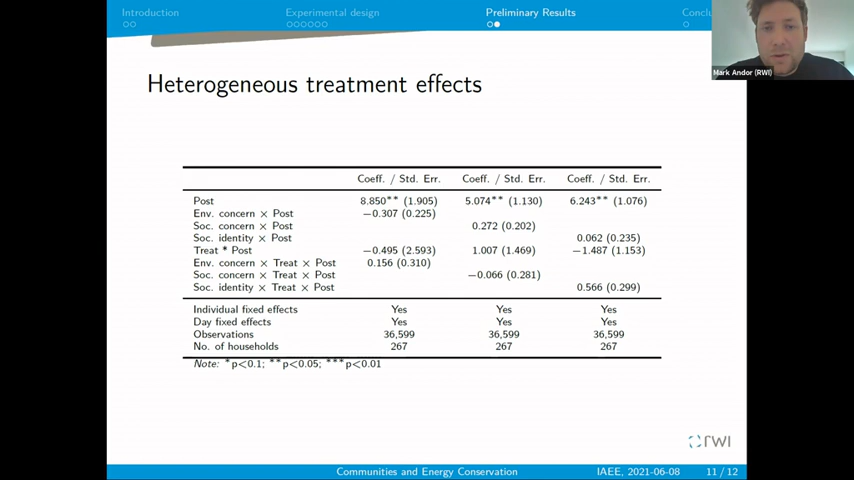 Introduction Experimental design Preliminary Results Conclu
Mark Andor (RWI)
Heterogeneous treatment effects
Coeff. / Std. Err. Coeff. / Std. Err. Coeff. / Std. Err.
Post 8.850** (1.905) 5.074** (1.130) 6.243** (1.076)
Env. concern × Post −0.307 (0.225)
Soc. concern × Post 0.272 (0.202)
Soc. identity × Post 0.062 (0.235)
Treat * Post −0.495 (2.593) 1.007 (1.469) −1.487 (1.153)
Env. concern × Treat × Post 0.156 (0.310)
Soc. concern × Treat × Post −0.066 (0.281)
Soc. identity × Treat × Post 0.566 (0.299)
Individual fixed effects Yes Yes Yes
Day fixed effects Yes Yes Yes
Observations 36,599 36,599 36,599
No. of households 267 267 267
Note: *p<0.1; **p<0.05; ***p<0.01
RWI
Communities and Energy Conservation IAEE, 2021-06-08 11 / 12